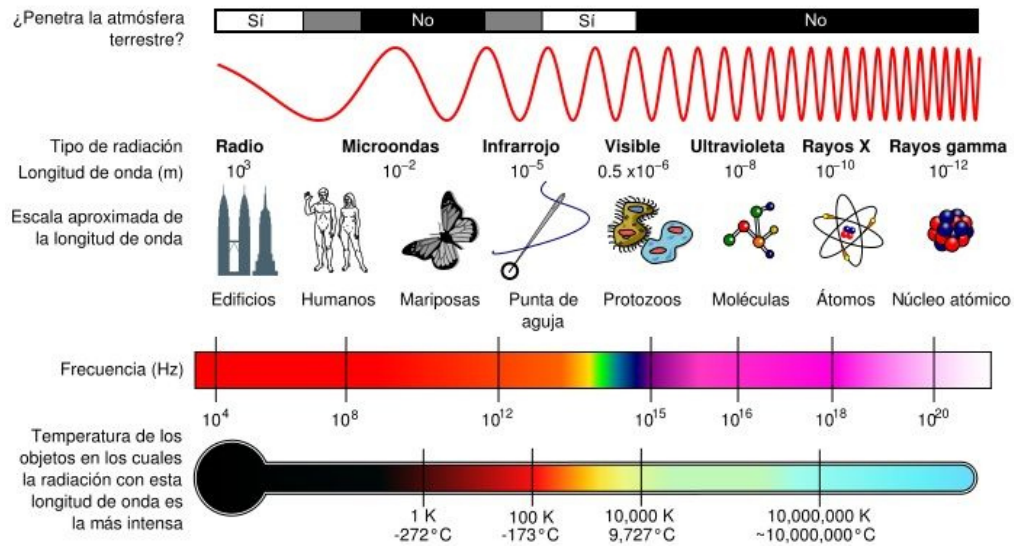 ¿Penetra la atmósfera
terrestre?
Sí
No
Sí
No
Tipo de radiación
Radio
Microondas
Infrarrojo
Visible
Ultravioleta
Rayos X
Rayos gamma
Longitud de onda (m)
10³
10⁻²
10⁻⁵
0.5 x10⁻⁶
10⁻⁸
10⁻¹⁰
10⁻¹²
Escala aproximada de
la longitud de onda
Edificios
Humanos
Mariposas
Punta de
aguja
Protozoos
Moléculas
Átomos
Núcleo atómico
Frecuencia (Hz)
10⁴
10⁸
10¹²
10¹⁵
10¹⁶
10¹⁸
10²⁰
Temperatura de los
objetos en los cuales
la radiación con esta
longitud de onda es
la más intensa
1 K
-272°C
100 K
-173°C
10,000 K
9,727°C
10,000,000 K
~10,000,000°C